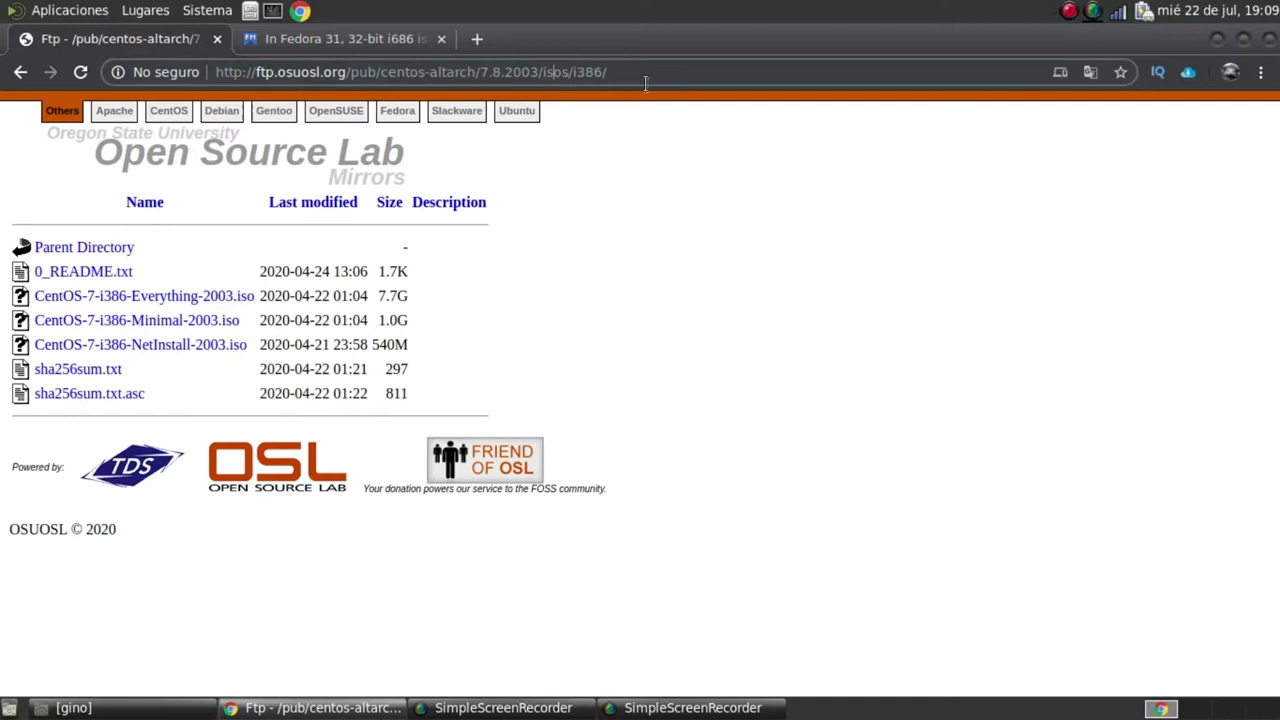 Aplicaciones Lugares Sistema mié 22 de jul, 19:09
Ftp - /pub/centos-altarch/7 In Fedora 31, 32-bit i686 is
No seguro http://ftp.osuosl.org/pub/centos-altarch/7.8.2003/isos/i386/
Others Apache CentOS Debian Gentoo OpenSUSE Fedora Slackware Ubuntu
Oregon State University
Open Source Lab
Mirrors
Name Last modified Size Description
Parent Directory -
0_README.txt 2020-04-24 13:06 1.7K
CentOS-7-i386-Everything-2003.iso 2020-04-22 01:04 7.7G
CentOS-7-i386-Minimal-2003.iso 2020-04-22 01:04 1.0G
CentOS-7-i386-NetInstall-2003.iso 2020-04-21 23:58 540M
sha256sum.txt 2020-04-22 01:21 297
sha256sum.txt.asc 2020-04-22 01:22 811
Powered by: TDS OSL OPEN SOURCE LAB FRIEND OF OSL
Your donation powers our service to the FOSS community.
OSUOSL © 2020
[gino] Ftp - /pub/centos-altarc... SimpleScreenRecorder SimpleScreenRecorder